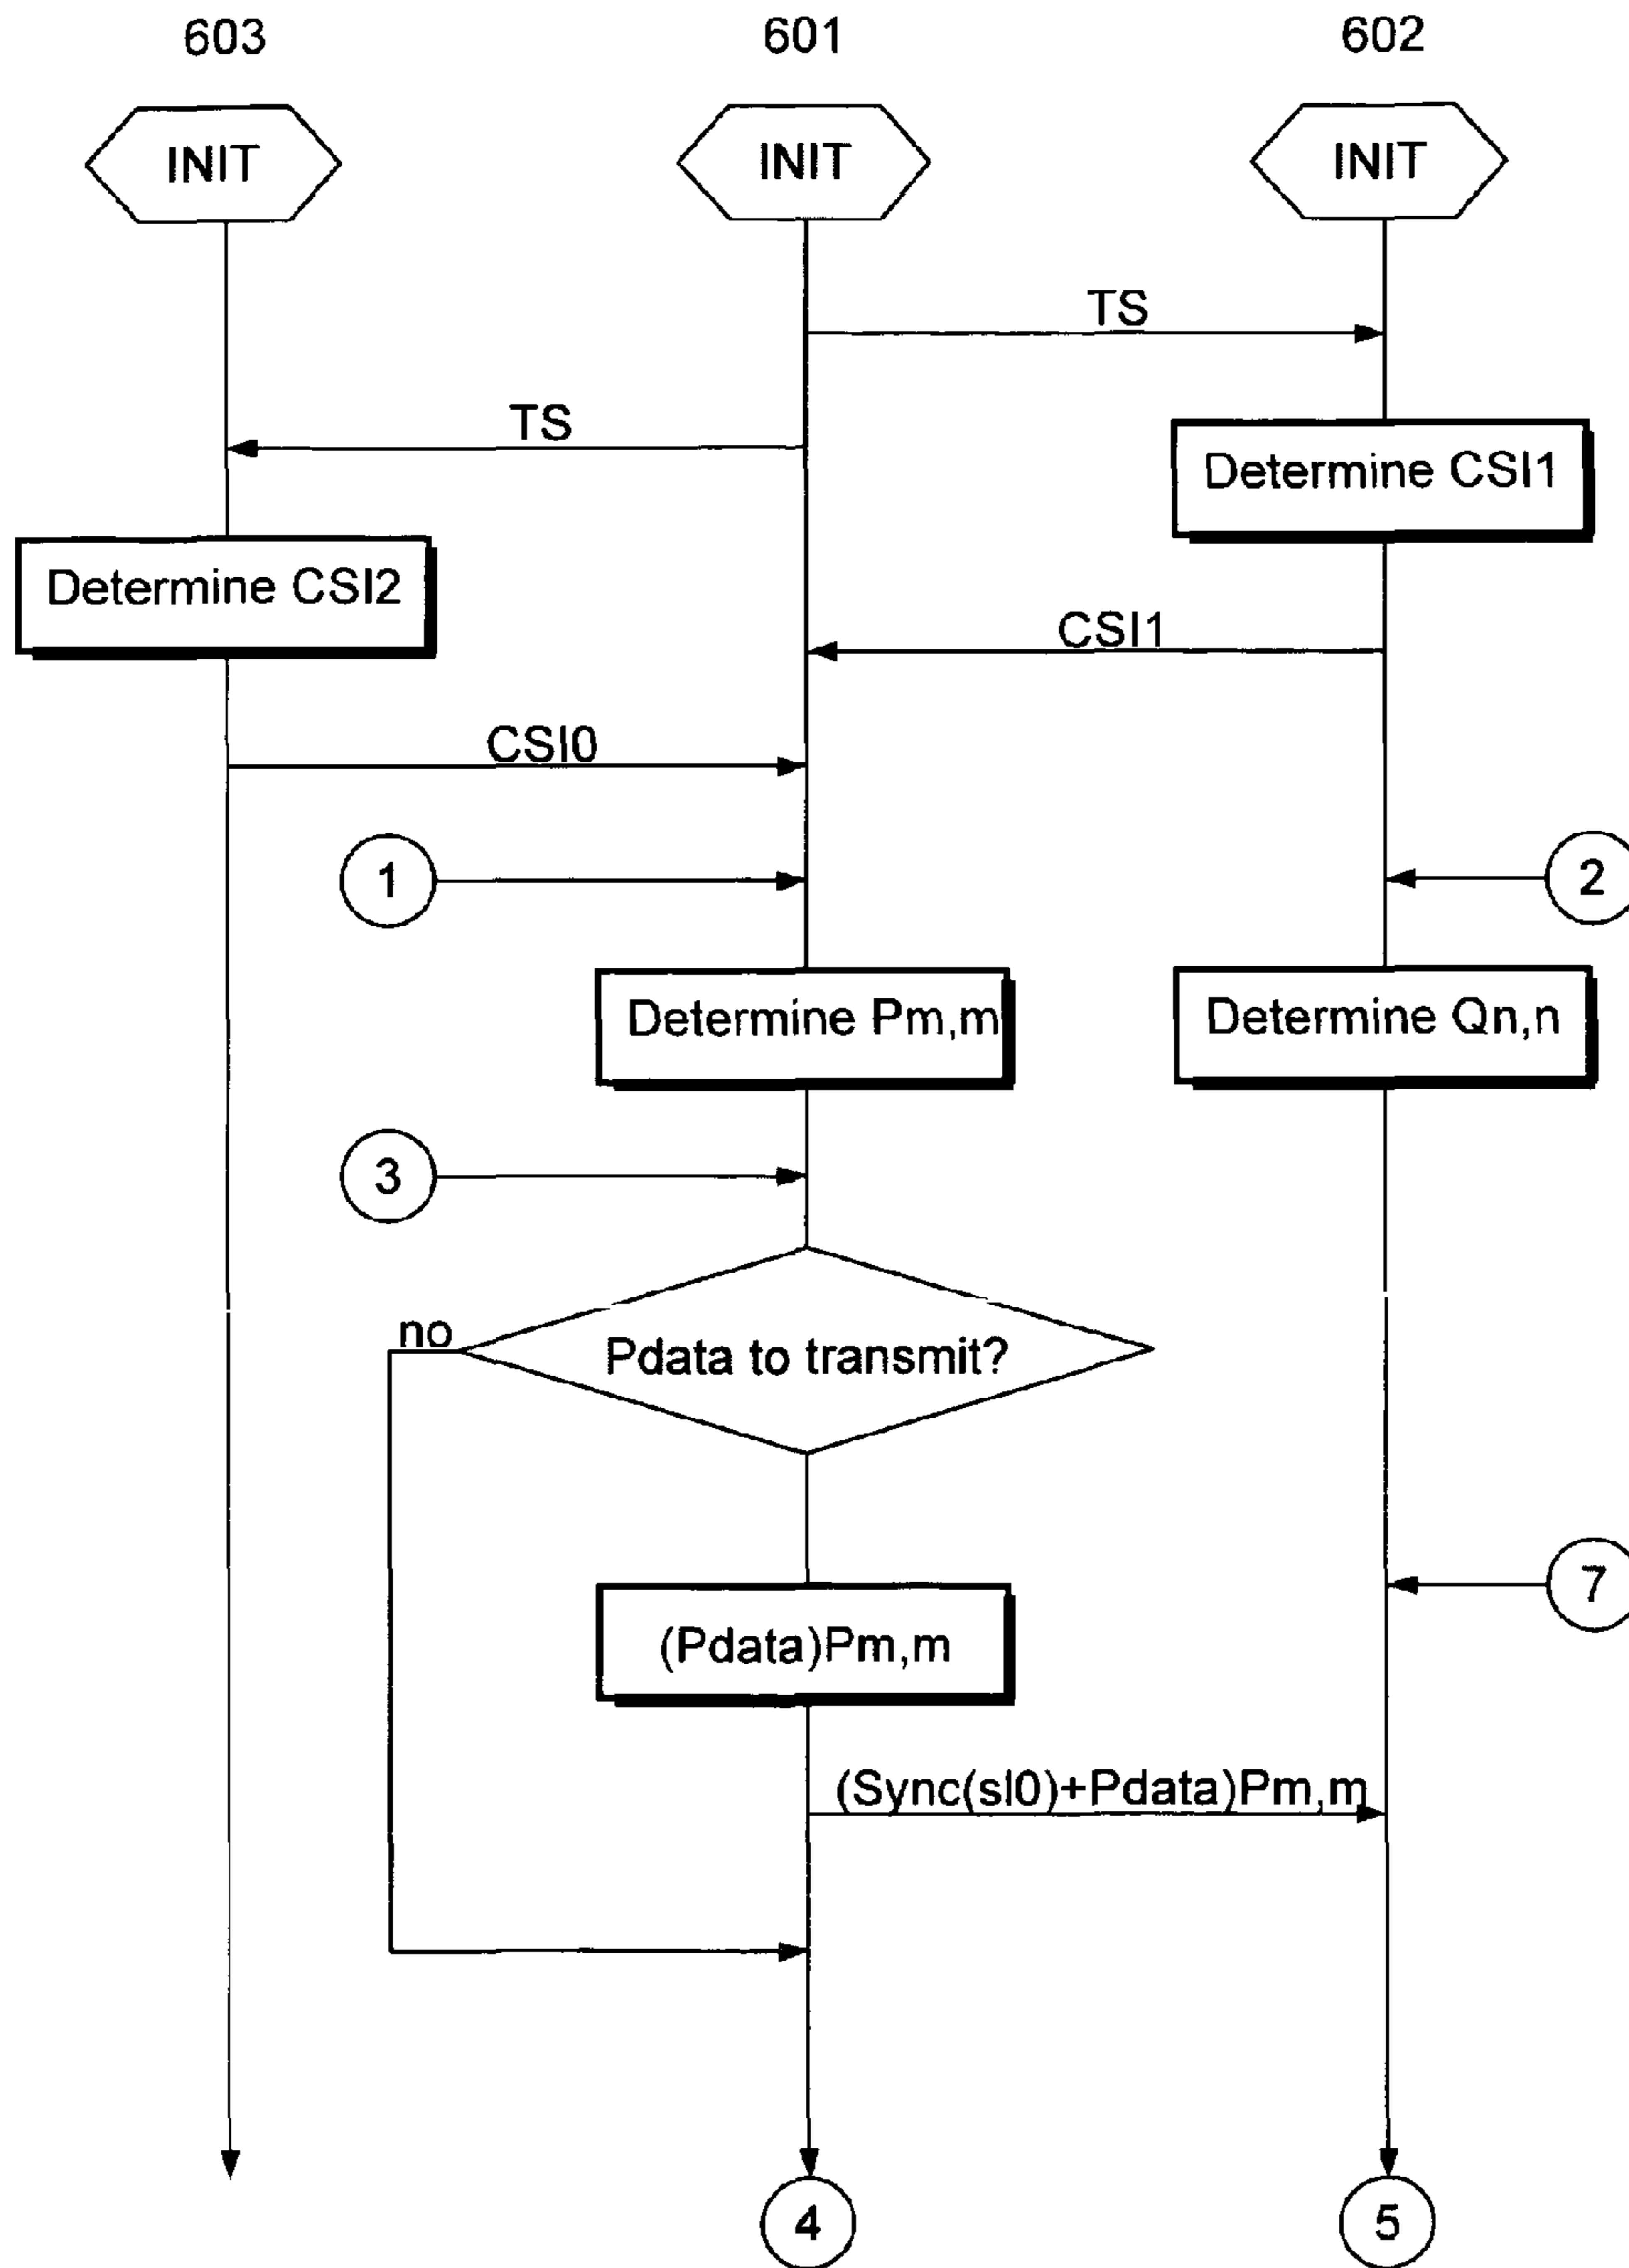 603
601
602
INIT
INIT
INIT
TS
TS
Determine CSI1
Determine CSI2
CSI1
CSI0
1
2
Determine Pm,m
Determine Qn,n
3
no
Pdata to transmit?
7
(Pdata)Pm,m
(Sync(sl0)+Pdata)Pm,m
4
5